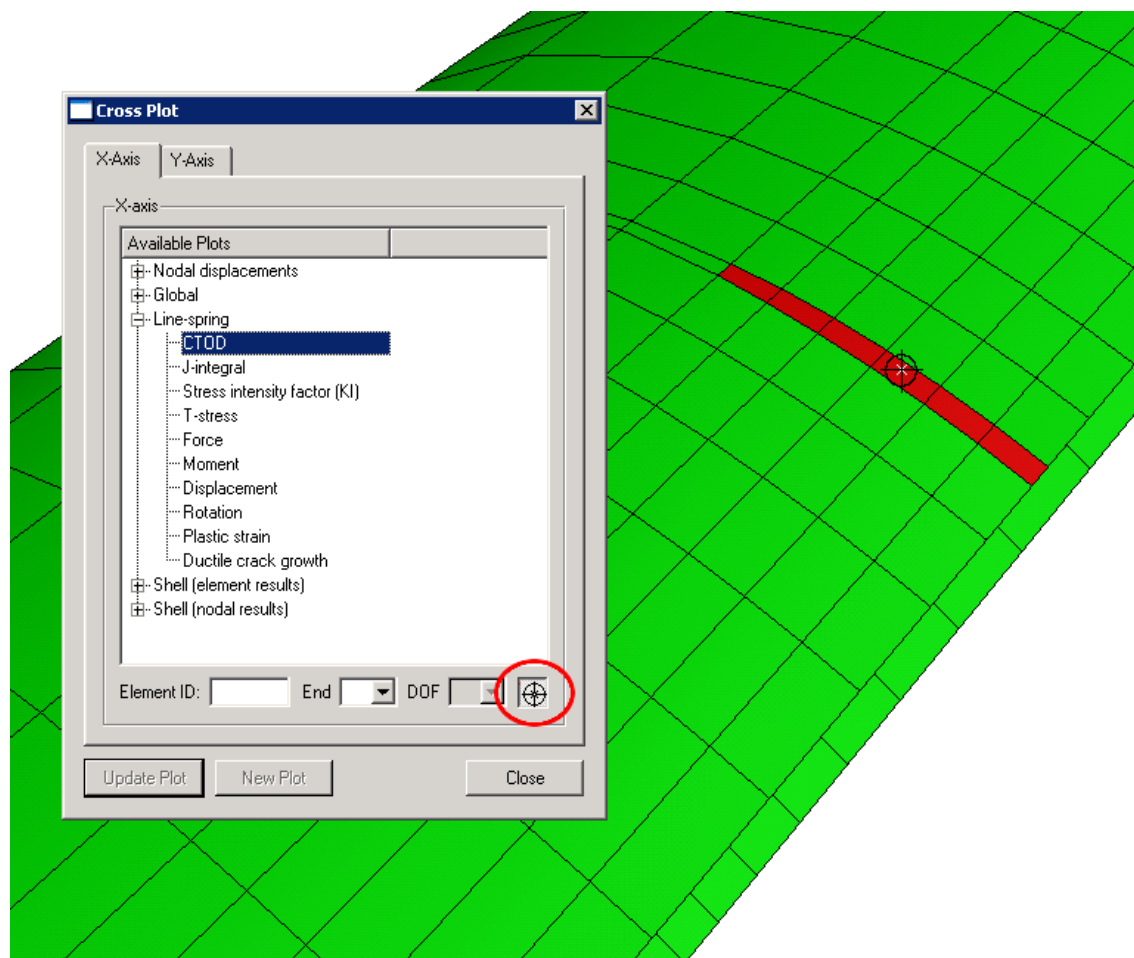 Cross Plot
X-Axis Y-Axis
X-axis
Available Plots
Nodal displacements
Global
Line-spring
CTOD
J-integral
Stress intensity factor (KI)
T-stress
Force
Moment
Displacement
Rotation
Plastic strain
Ductile crack growth
Shell (element results)
Shell (nodal results)
Element ID: End DOF
Update Plot New Plot Close